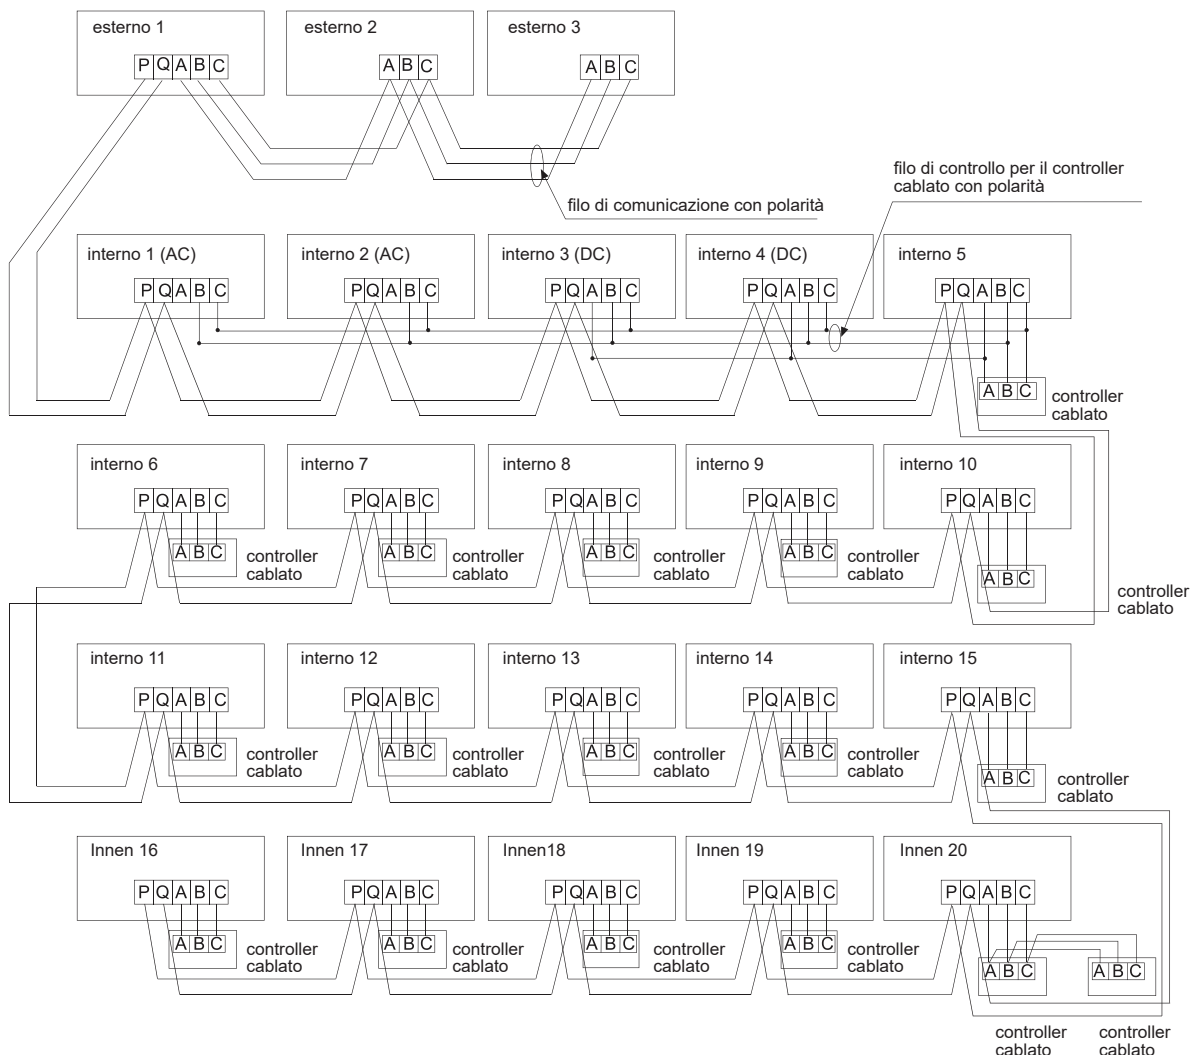 esterno 1
esterno 2
esterno 3
P Q A B C
A B C
A B C
filo di controllo per il controller
cablato con polarità
filo di comunicazione con polarità
interno 1 (AC)
interno 2 (AC)
interno 3 (DC)
interno 4 (DC)
interno 5
P Q A B C
P Q A B C
P Q A B C
P Q A B C
P Q A B C
A B C
controller
cablato
interno 6
interno 7
interno 8
interno 9
interno 10
P Q A B C
P Q A B C
P Q A B C
P Q A B C
P Q A B C
A B C
controller
cablato
A B C
controller
cablato
A B C
controller
cablato
A B C
controller
cablato
A B C
controller
cablato
interno 11
interno 12
interno 13
interno 14
interno 15
P Q A B C
P Q A B C
P Q A B C
P Q A B C
P Q A B C
A B C
controller
cablato
A B C
controller
cablato
A B C
controller
cablato
A B C
controller
cablato
A B C
controller
cablato
Innen 16
Innen 17
Innen18
Innen 19
Innen 20
P Q A B C
P Q A B C
P Q A B C
P Q A B C
P Q A B C
A B C
controller
cablato
A B C
controller
cablato
A B C
controller
cablato
A B C
controller
cablato
A B C
A B C
controller
cablato
controller
cablato